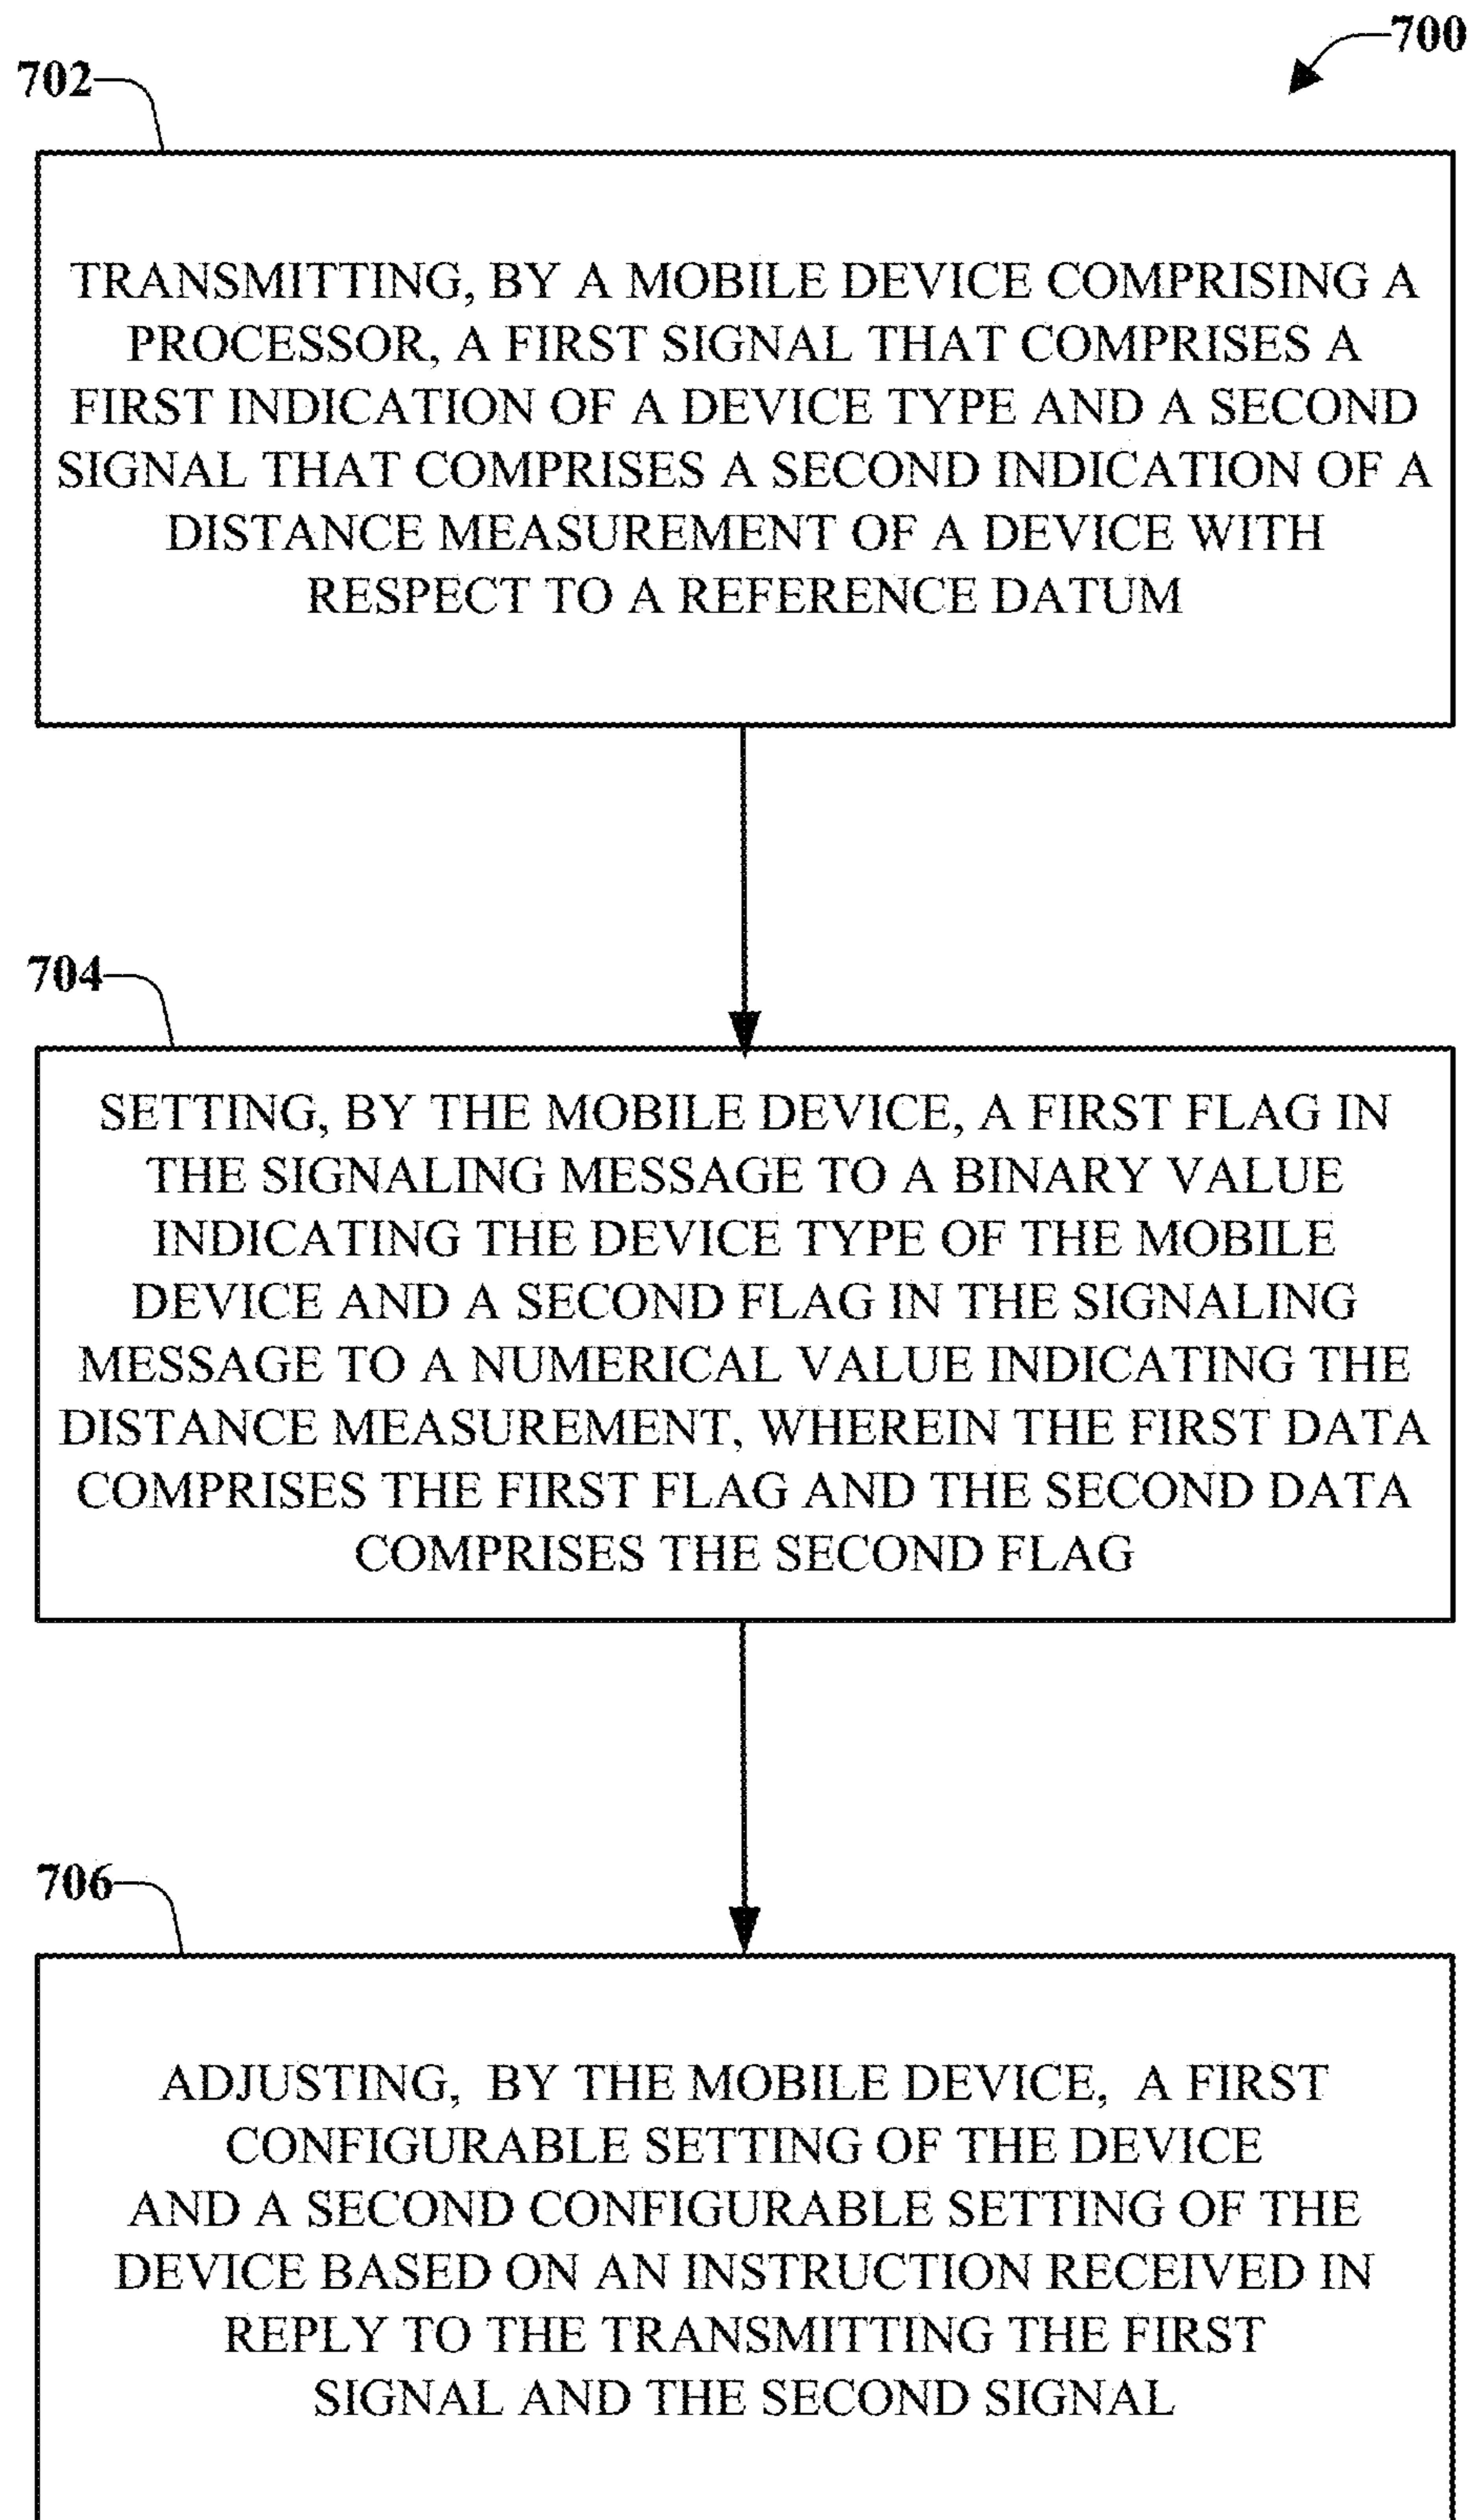 700
702
TRANSMITTING, BY A MOBILE DEVICE COMPRISING A
PROCESSOR, A FIRST SIGNAL THAT COMPRISES A
FIRST INDICATION OF A DEVICE TYPE AND A SECOND
SIGNAL THAT COMPRISES A SECOND INDICATION OF A
DISTANCE MEASUREMENT OF A DEVICE WITH
RESPECT TO A REFERENCE DATUM
704
SETTING, BY THE MOBILE DEVICE, A FIRST FLAG IN
THE SIGNALING MESSAGE TO A BINARY VALUE
INDICATING THE DEVICE TYPE OF THE MOBILE
DEVICE AND A SECOND FLAG IN THE SIGNALING
MESSAGE TO A NUMERICAL VALUE INDICATING THE
DISTANCE MEASUREMENT, WHEREIN THE FIRST DATA
COMPRISES THE FIRST FLAG AND THE SECOND DATA
COMPRISES THE SECOND FLAG
706
ADJUSTING, BY THE MOBILE DEVICE, A FIRST
CONFIGURABLE SETTING OF THE DEVICE
AND A SECOND CONFIGURABLE SETTING OF THE
DEVICE BASED ON AN INSTRUCTION RECEIVED IN
REPLY TO THE TRANSMITTING THE FIRST
SIGNAL AND THE SECOND SIGNAL